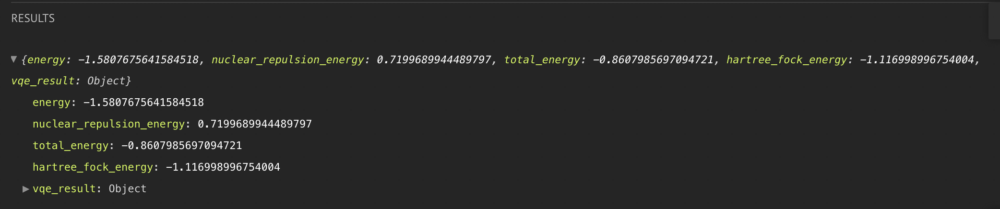 RESULTS
▼ {energy: −1.5807675641584518, nuclear_repulsion_energy: 0.7199689944489797, total_energy: −0.8607985697094721, hartree_fock_energy: −1.116998996754004,
vqe_result: Object}
energy: −1.5807675641584518
nuclear_repulsion_energy: 0.7199689944489797
total_energy: −0.8607985697094721
hartree_fock_energy: −1.116998996754004
▶ vqe_result: Object